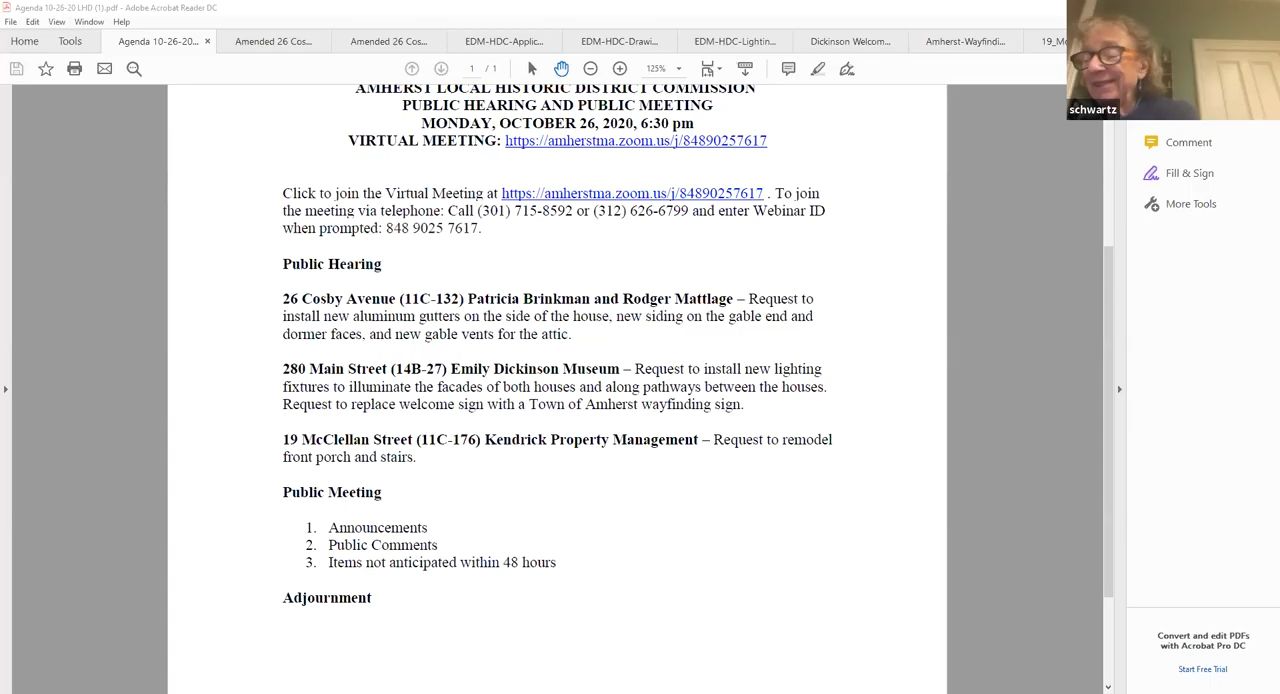 Agenda 10-26-20 LHD (1).pdf - Adobe Acrobat Reader DC
File Edit View Window Help
Home Tools Agenda 10-26-20... × Amended 26 Cos... Amended 26 Cos... EDM-HDC-Applic... EDM-HDC-Drawi... EDM-HDC-Lightin... Dickinson Welcom... Amherst-Wayfindi...
1 / 1 125%
schwartz
AMHERST LOCAL HISTORIC DISTRICT COMMISSION
PUBLIC HEARING AND PUBLIC MEETING
MONDAY, OCTOBER 26, 2020, 6:30 pm
VIRTUAL MEETING: https://amherstma.zoom.us/j/84890257617
Click to join the Virtual Meeting at https://amherstma.zoom.us/j/84890257617 . To join
the meeting via telephone: Call (301) 715-8592 or (312) 626-6799 and enter Webinar ID
when prompted: 848 9025 7617.
Public Hearing
26 Cosby Avenue (11C-132) Patricia Brinkman and Rodger Mattlage – Request to
install new aluminum gutters on the side of the house, new siding on the gable end and
dormer faces, and new gable vents for the attic.
280 Main Street (14B-27) Emily Dickinson Museum – Request to install new lighting
fixtures to illuminate the facades of both houses and along pathways between the houses.
Request to replace welcome sign with a Town of Amherst wayfinding sign.
19 McClellan Street (11C-176) Kendrick Property Management – Request to remodel
front porch and stairs.
Public Meeting
1. Announcements
2. Public Comments
3. Items not anticipated within 48 hours
Adjournment
Comment
Fill & Sign
More Tools
Convert and edit PDFs
with Acrobat Pro DC
Start Free Trial